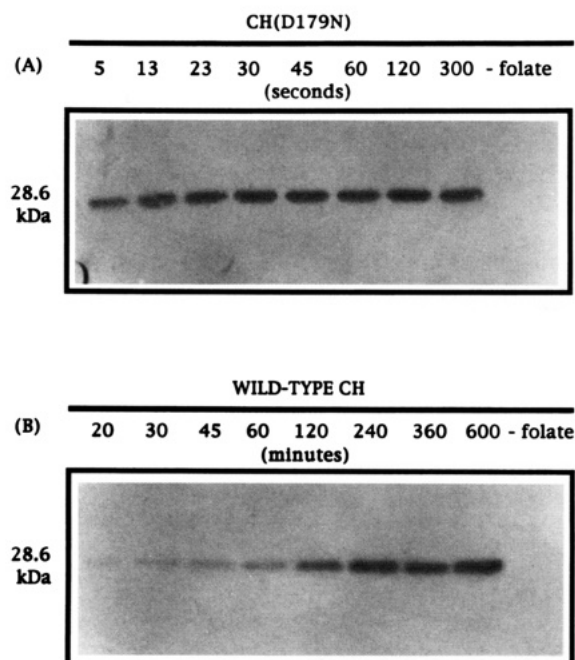 CH(D179N)
(A) 5 13 23 30 45 60 120 300 - folate
(seconds)
28.6
kDa
WILD-TYPE CH
(B) 20 30 45 60 120 240 360 600 - folate
(minutes)
28.6
kDa